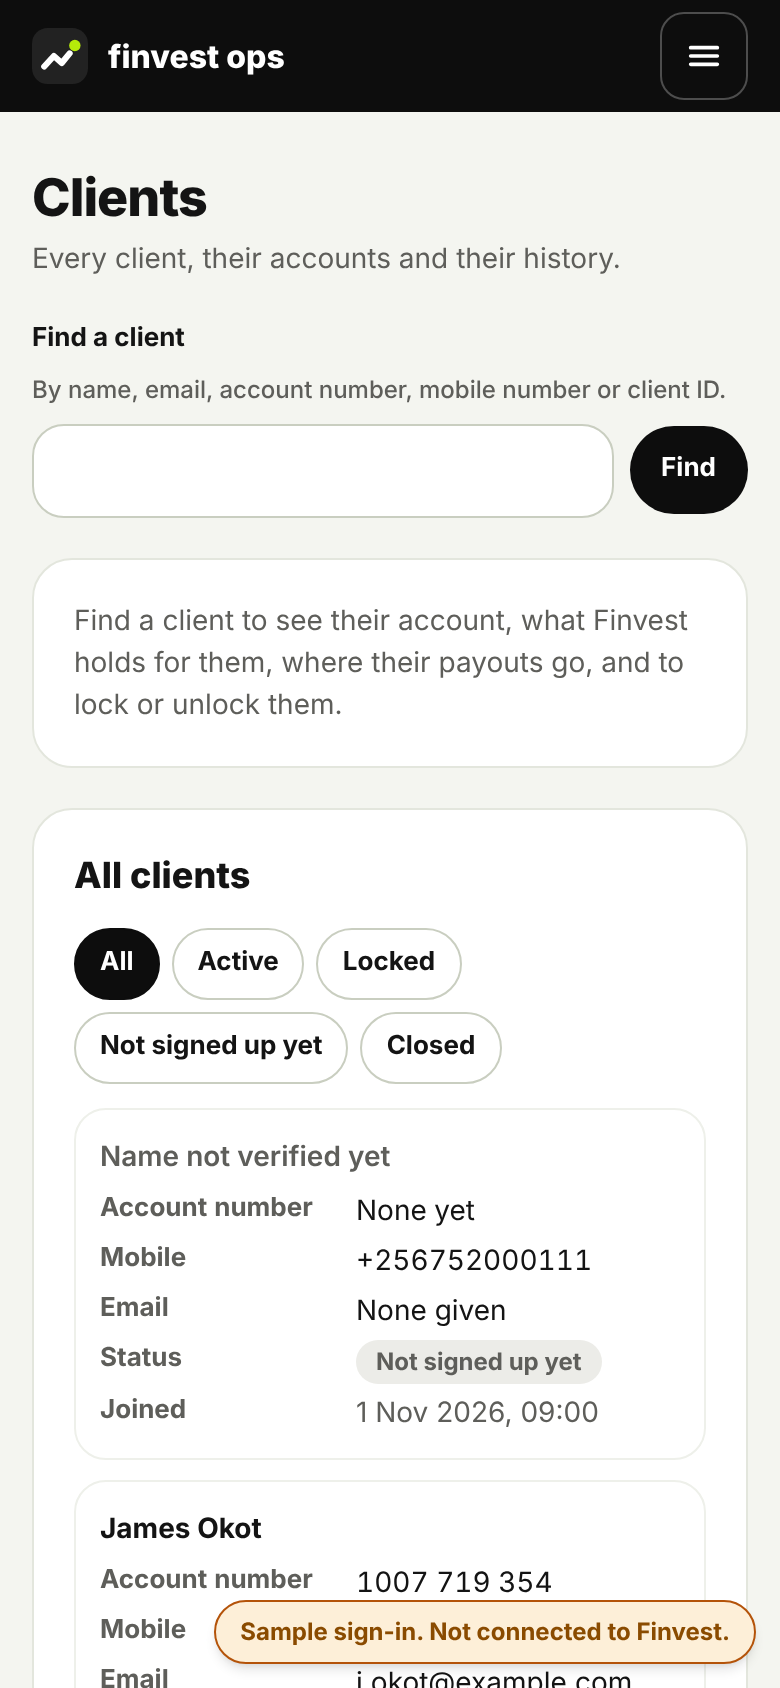 finvest ops
Clients
Every client, their accounts and their history.
Find a client
By name, email, account number, mobile number or client ID.
Find
Find a client to see their account, what Finvest
holds for them, where their payouts go, and to
lock or unlock them.
All clients
All Active Locked
Not signed up yet Closed
Name not verified yet
Account number None yet
Mobile +256752000111
Email None given
Status Not signed up yet
Joined 1 Nov 2026, 09:00
James Okot
Account number 1007 719 354
Mobile
Sample sign-in. Not connected to Finvest.
Email j.okot@example.com